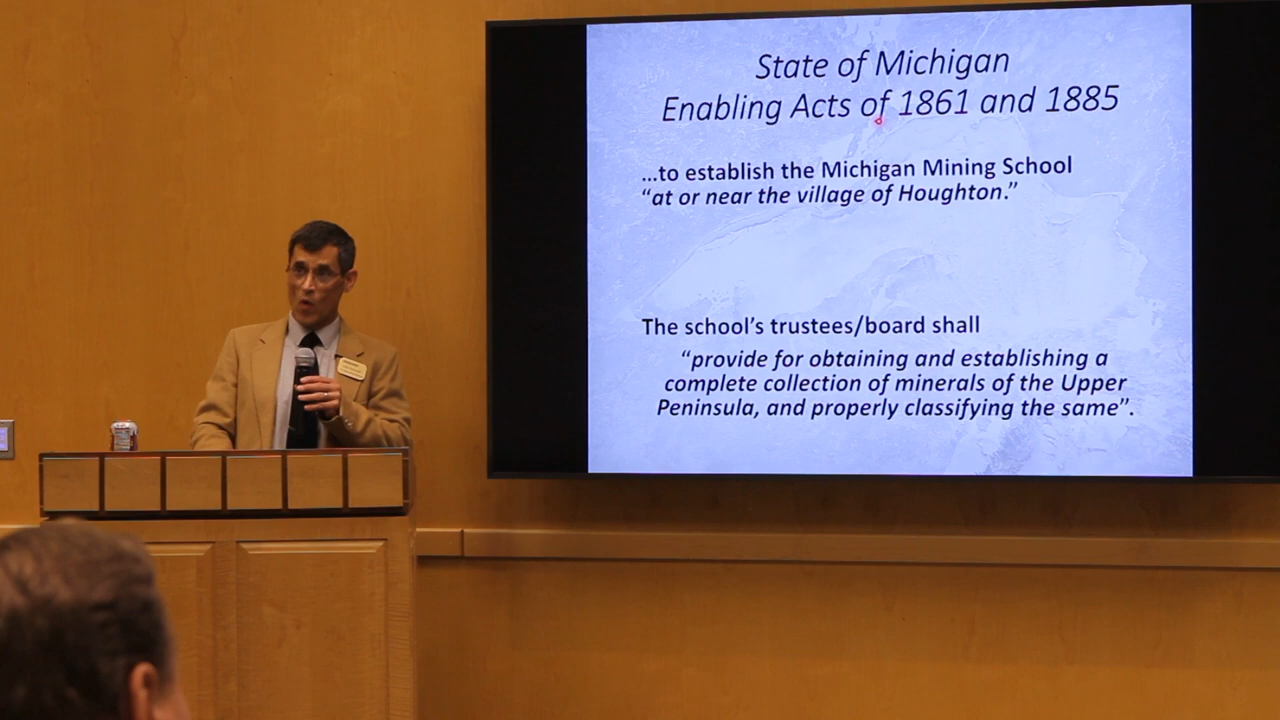 State of Michigan
Enabling Acts of 1861 and 1885
...to establish the Michigan Mining School
“at or near the village of Houghton.”
The school’s trustees/board shall
“provide for obtaining and establishing a
complete collection of minerals of the Upper
Peninsula, and properly classifying the same”.